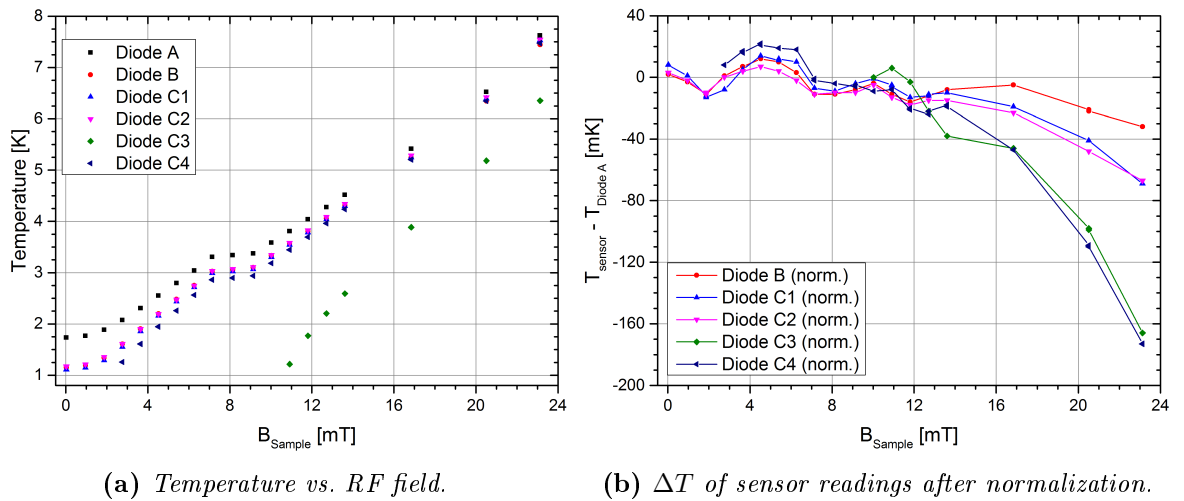 8
7
6
5
4
3
2
1
Temperature [K]
Diode A
Diode B
Diode C1
Diode C2
Diode C3
Diode C4
0 4 8 12 16 20 24
B_Sample [mT]
(a) Temperature vs. RF field.
40
0
-40
-80
-120
-160
-200
T_sensor - T_Diode A [mK]
Diode B (norm.)
Diode C1 (norm.)
Diode C2 (norm.)
Diode C3 (norm.)
Diode C4 (norm.)
0 4 8 12 16 20 24
B_Sample [mT]
(b) ΔT of sensor readings after normalization.